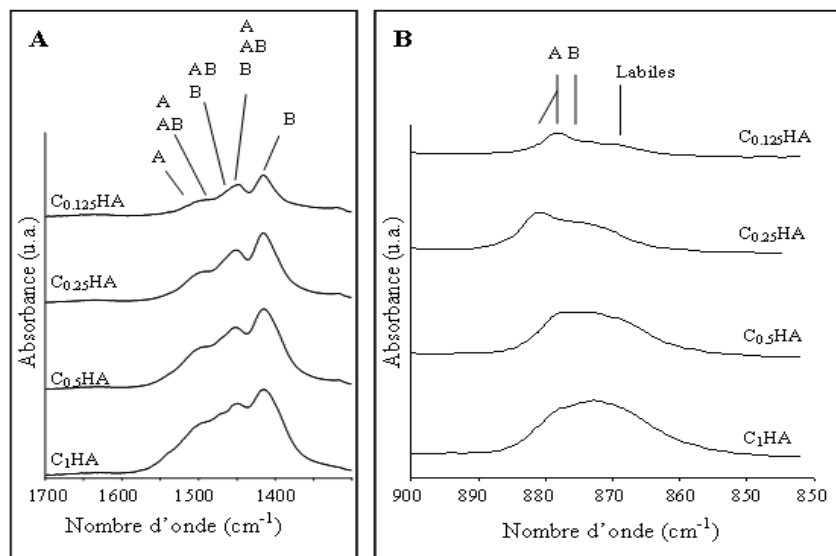 A
A
AB
A B
AB
B
B
A
AB
B
A
B
A B
Labiles
C0.125HA
C0.25HA
C0.5HA
C1HA
C0.125HA
C0.25HA
C0.5HA
C1HA
Absorbance (u.a.)
Absorbance (u.a.)
1700 1600 1500 1400
900 890 880 870 860 850 850
Nombre d'onde (cm-1)
Nombre d'onde (cm-1)